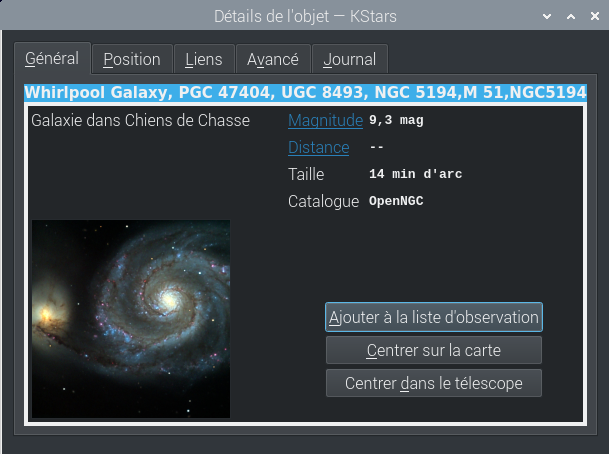 Détails de l'objet — KStars
Général Position Liens Avancé Journal
Whirlpool Galaxy, PGC 47404, UGC 8493, NGC 5194,M 51,NGC5194
Galaxie dans Chiens de Chasse
Magnitude 9,3 mag
Distance --
Taille 14 min d'arc
Catalogue OpenNGC
Ajouter à la liste d'observation
Centrer sur la carte
Centrer dans le télescope